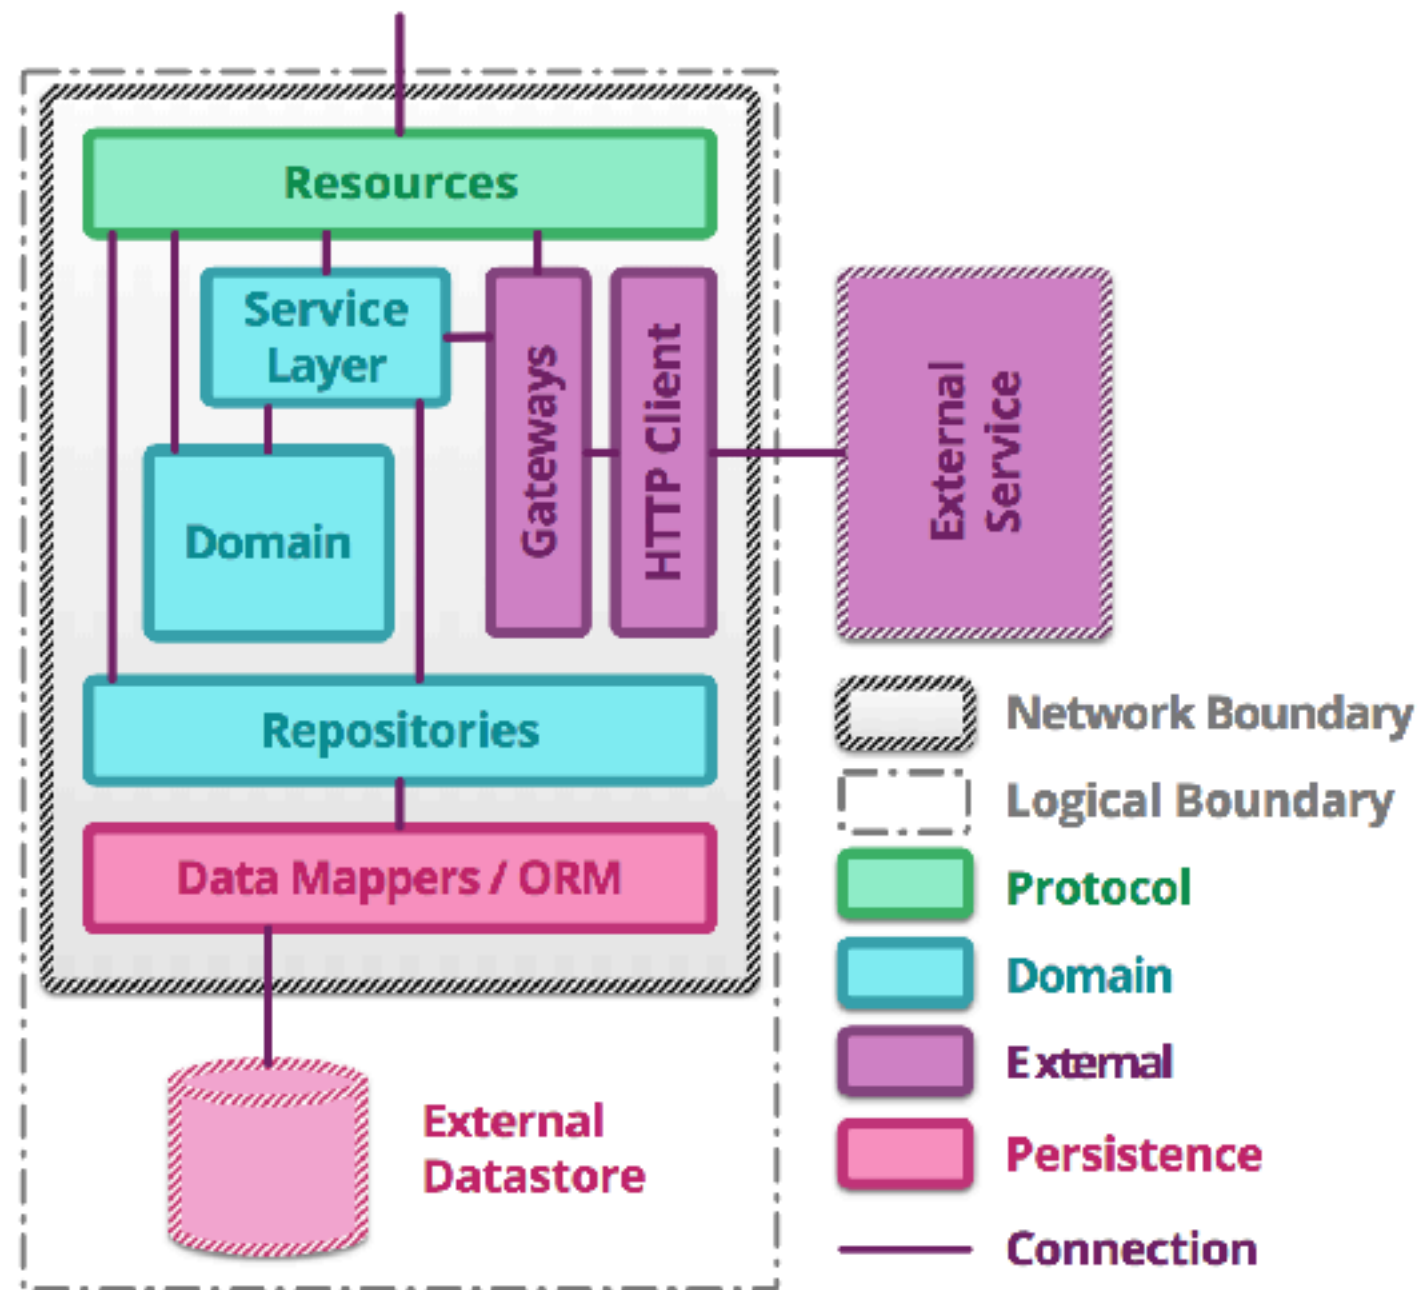 Resources
Service
Layer
Gateways
HTTP Client
External
Service
Domain
Repositories
Data Mappers / ORM
External
Datastore
Network Boundary
Logical Boundary
Protocol
Domain
External
Persistence
Connection